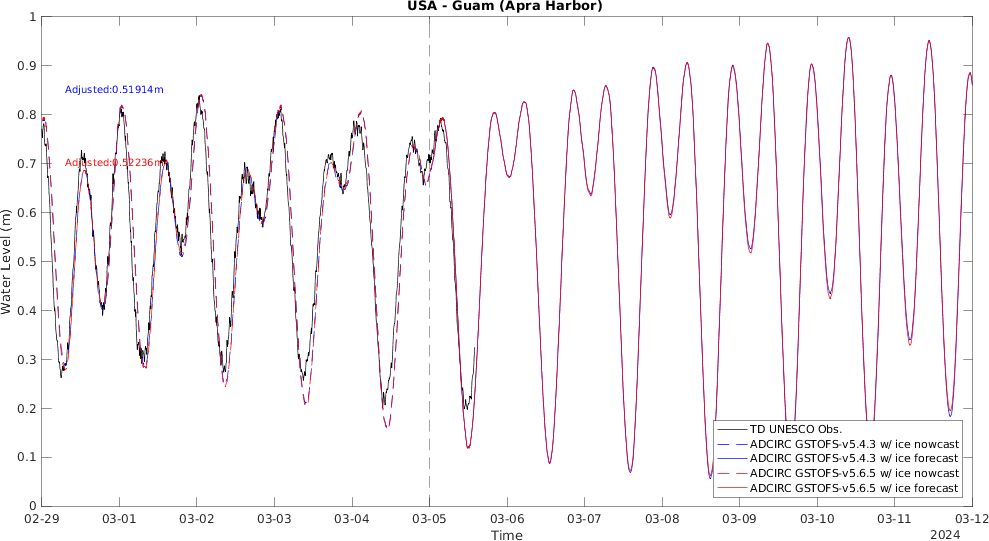 USA - Guam (Apra Harbor)
1
0.9
0.8
0.7
0.6
0.5
0.4
0.3
0.2
0.1
0
Water Level (m)
Adjusted:0.51914m
Adjusted:0.52236m
TD UNESCO Obs.
ADCIRC GSTOFS-v5.4.3 w/ ice nowcast
ADCIRC GSTOFS-v5.4.3 w/ ice forecast
ADCIRC GSTOFS-v5.6.5 w/ ice nowcast
ADCIRC GSTOFS-v5.6.5 w/ ice forecast
02-29 03-01 03-02 03-03 03-04 03-05 03-06 03-07 03-08 03-09 03-10 03-11 03-12
Time 2024